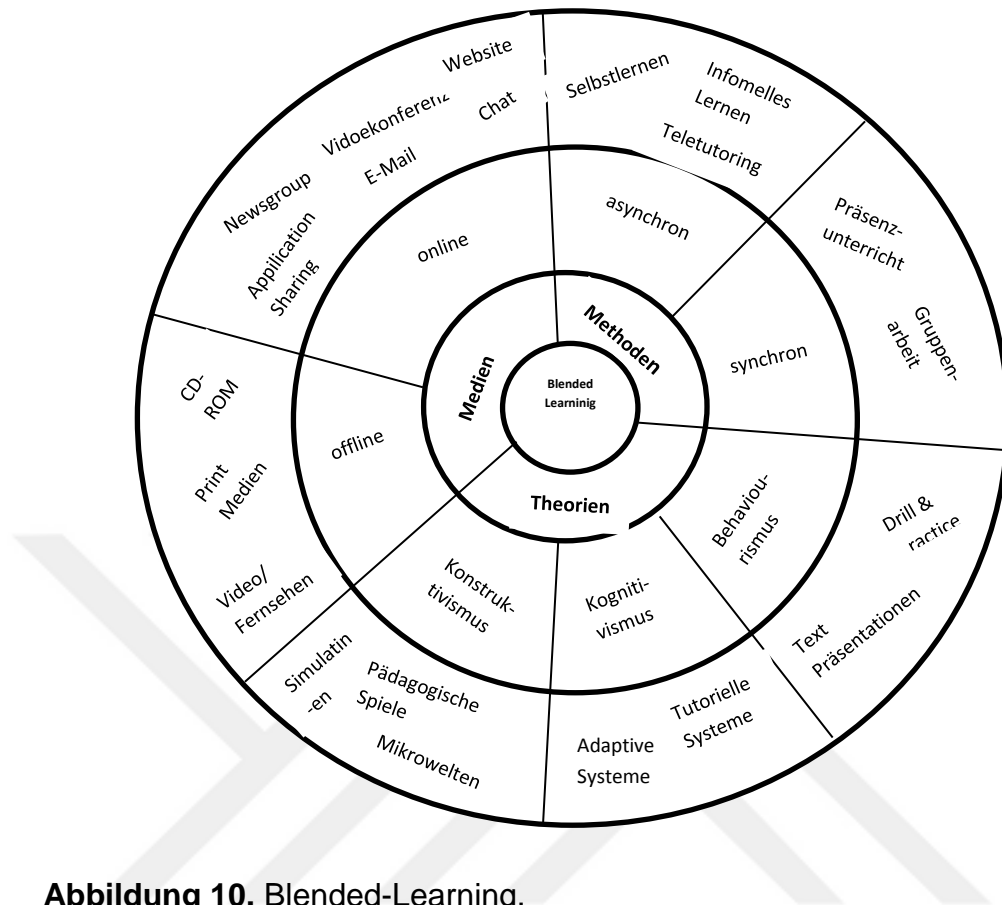 Website
Vidoekonferenz
Chat
E-Mail
Newsgroup
Appilication
Sharing
Selbstlernen
Infomelles
Lernen
Teletutoring
Präsenz-
unterricht
Gruppen-
arbeit
online
asynchron
synchron
offline
Medien
Methoden
Theorien
Blended
Learninig
CD-
ROM
Print
Medien
Video/
Fernsehen
Konstruk-
tivismus
Kogniti-
vismus
Behaviou-
rismus
Drill &
ractice
Text
Präsentationen
Simulatin
-en
Pädagogische
Spiele
Mikrowelten
Tutorielle
Systeme
Adaptive
Systeme
Abbildung 10. Blended-Learning.